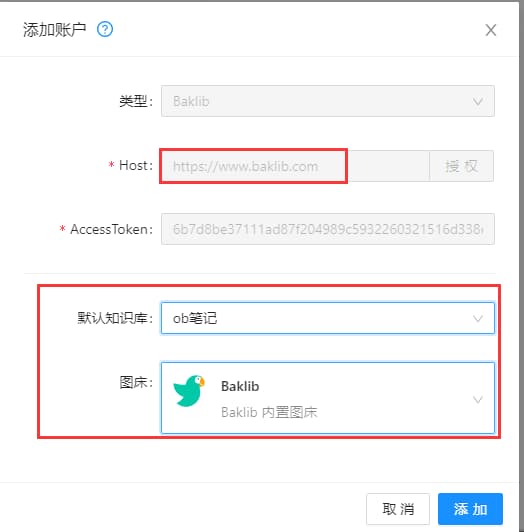 添加账户
类型: Baklib
* Host: https://www.baklib.com 授 权
* AccessToken: 6b7d8be37111ad87f204989c5932260321516d338
默认知识库: ob笔记
图床: Baklib
Baklib 内置图床
取 消 添 加